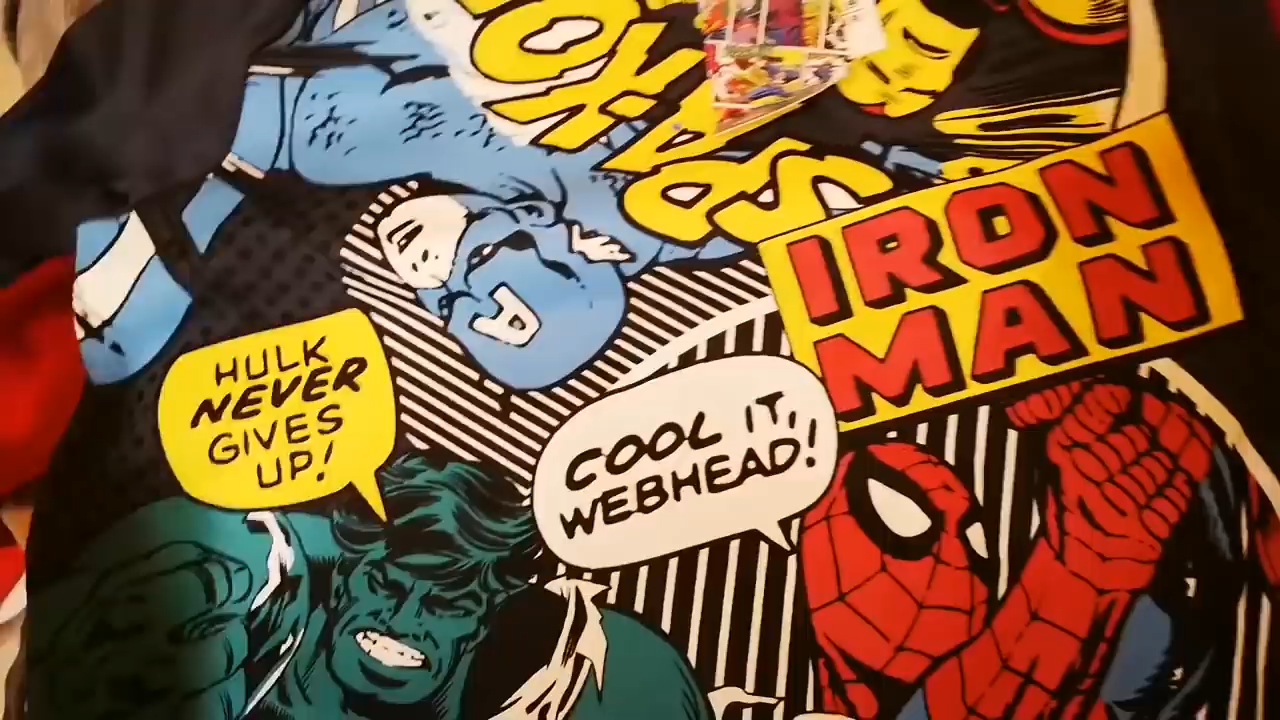 IRON
MAN
A
HULK
NEVER
GIVES
UP!
COOL IT,
WEBHEAD!